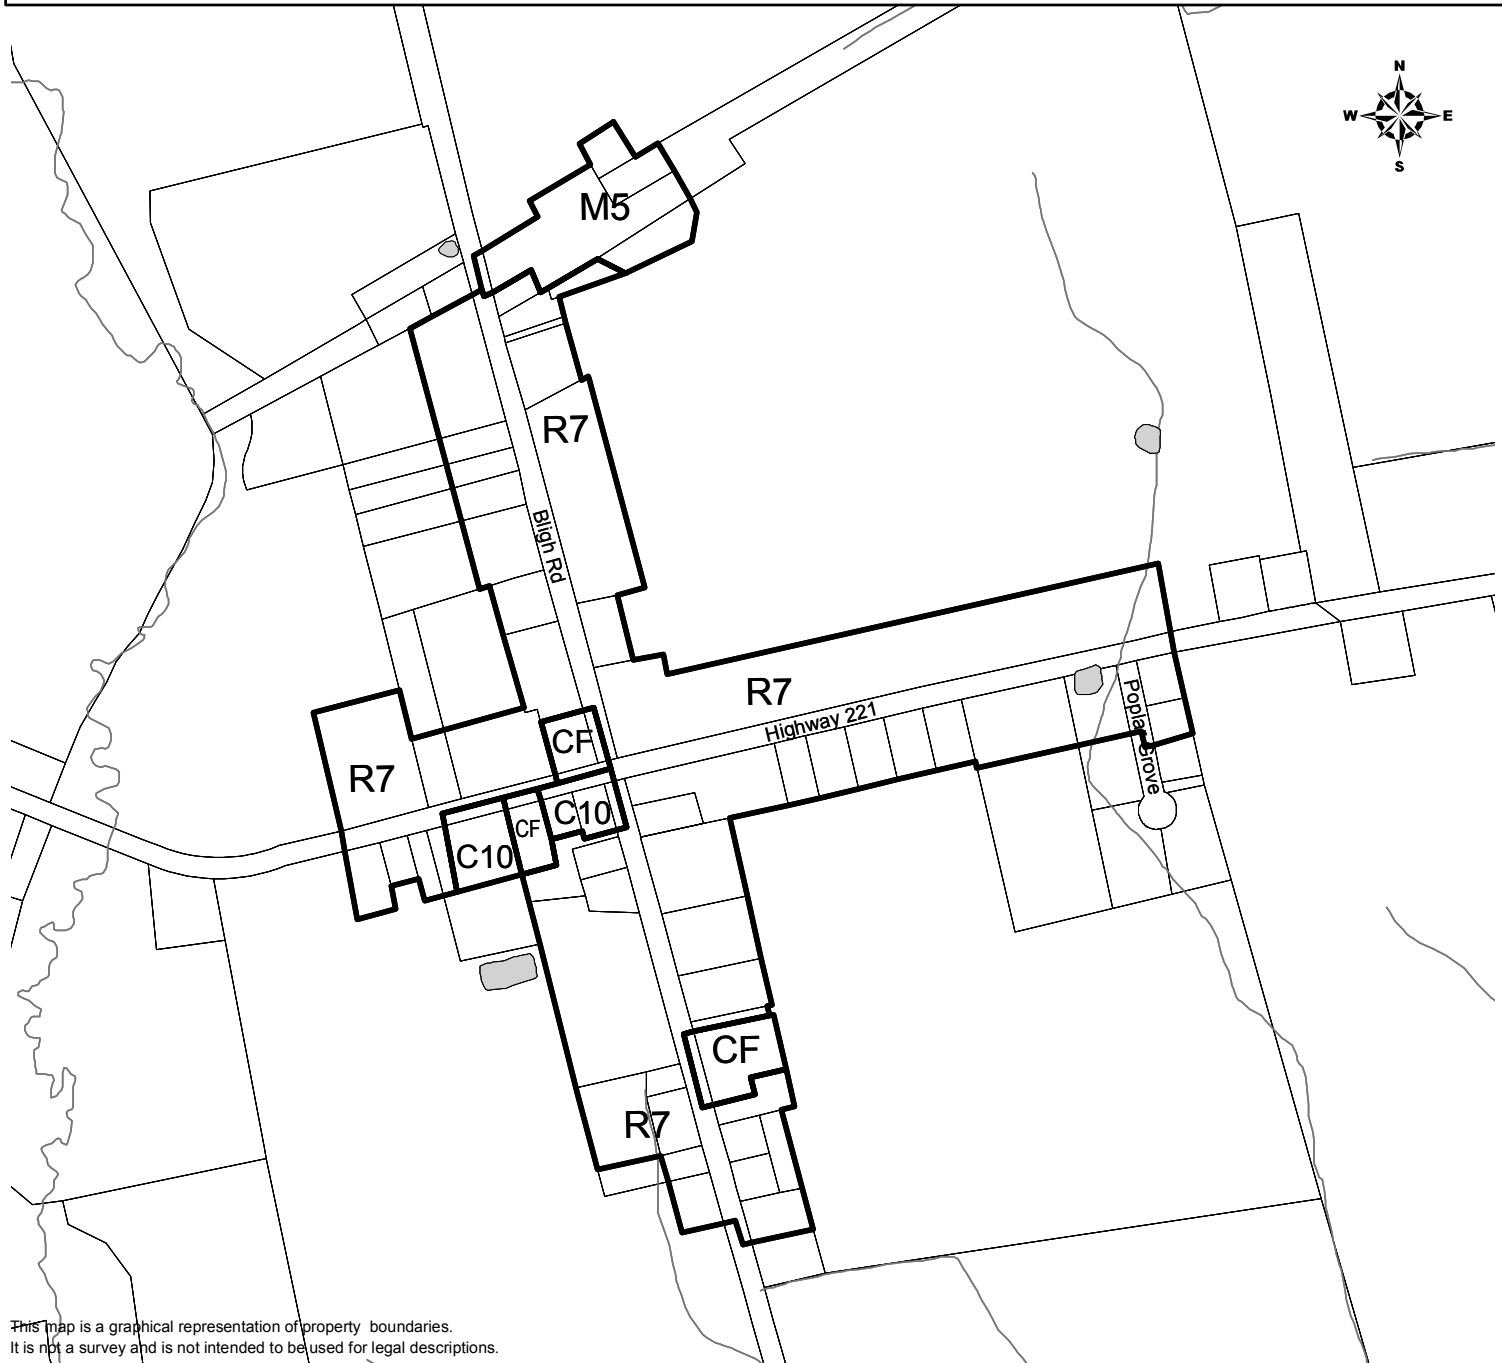 N
W E
S
M5
R7
Bligh Rd
R7
Highway 221
Poplar Grove
CF
R7
C10
CF
C10
CF
R7
This map is a graphical representation of property boundaries.
It is not a survey and is not intended to be used for legal descriptions.